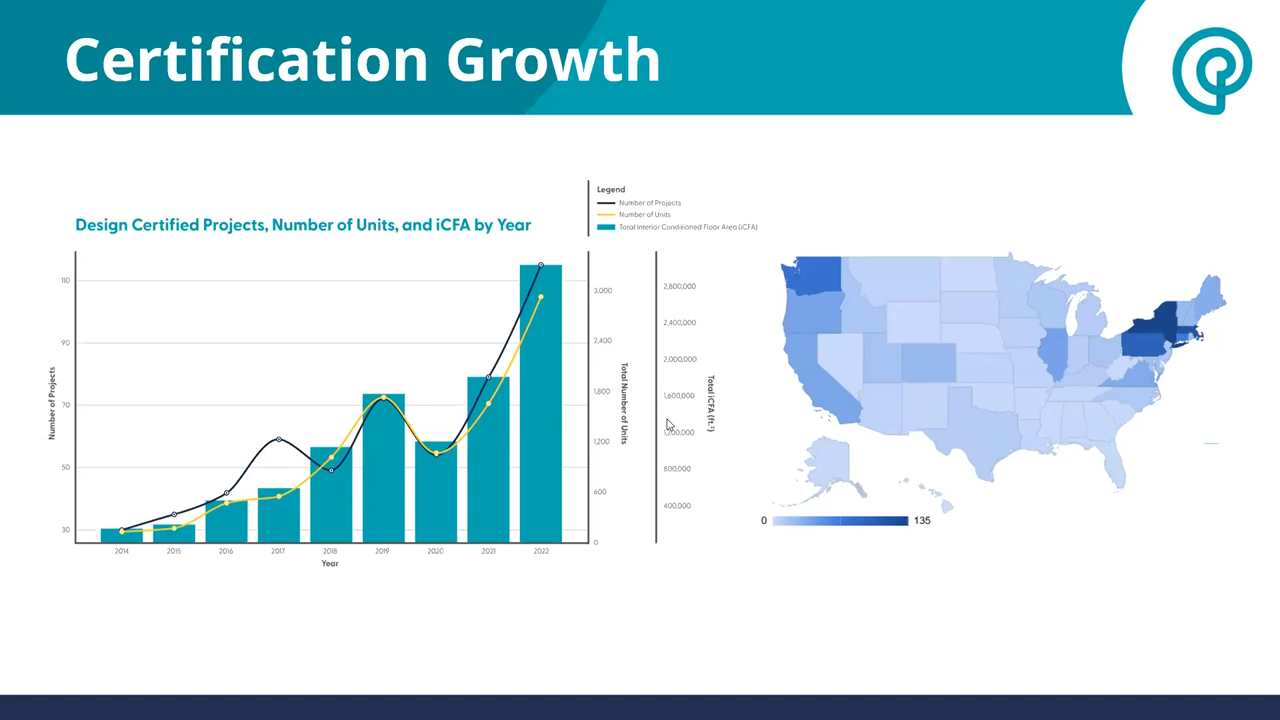 Certification Growth
Legend
Number of Projects
Number of Units
Total Interior Conditioned Floor Area (iCFA)
Design Certified Projects, Number of Units, and iCFA by Year
Number of Projects
110
90
70
50
30
2014 2015 2016 2017 2018 2019 2020 2021 2022
Year
3,000
2,400
1,800
1,200
600
0
Total Number of Units
2,800,000
2,400,000
2,000,000
1,600,000
1,200,000
800,000
400,000
Total iCFA (ft.²)
0 135